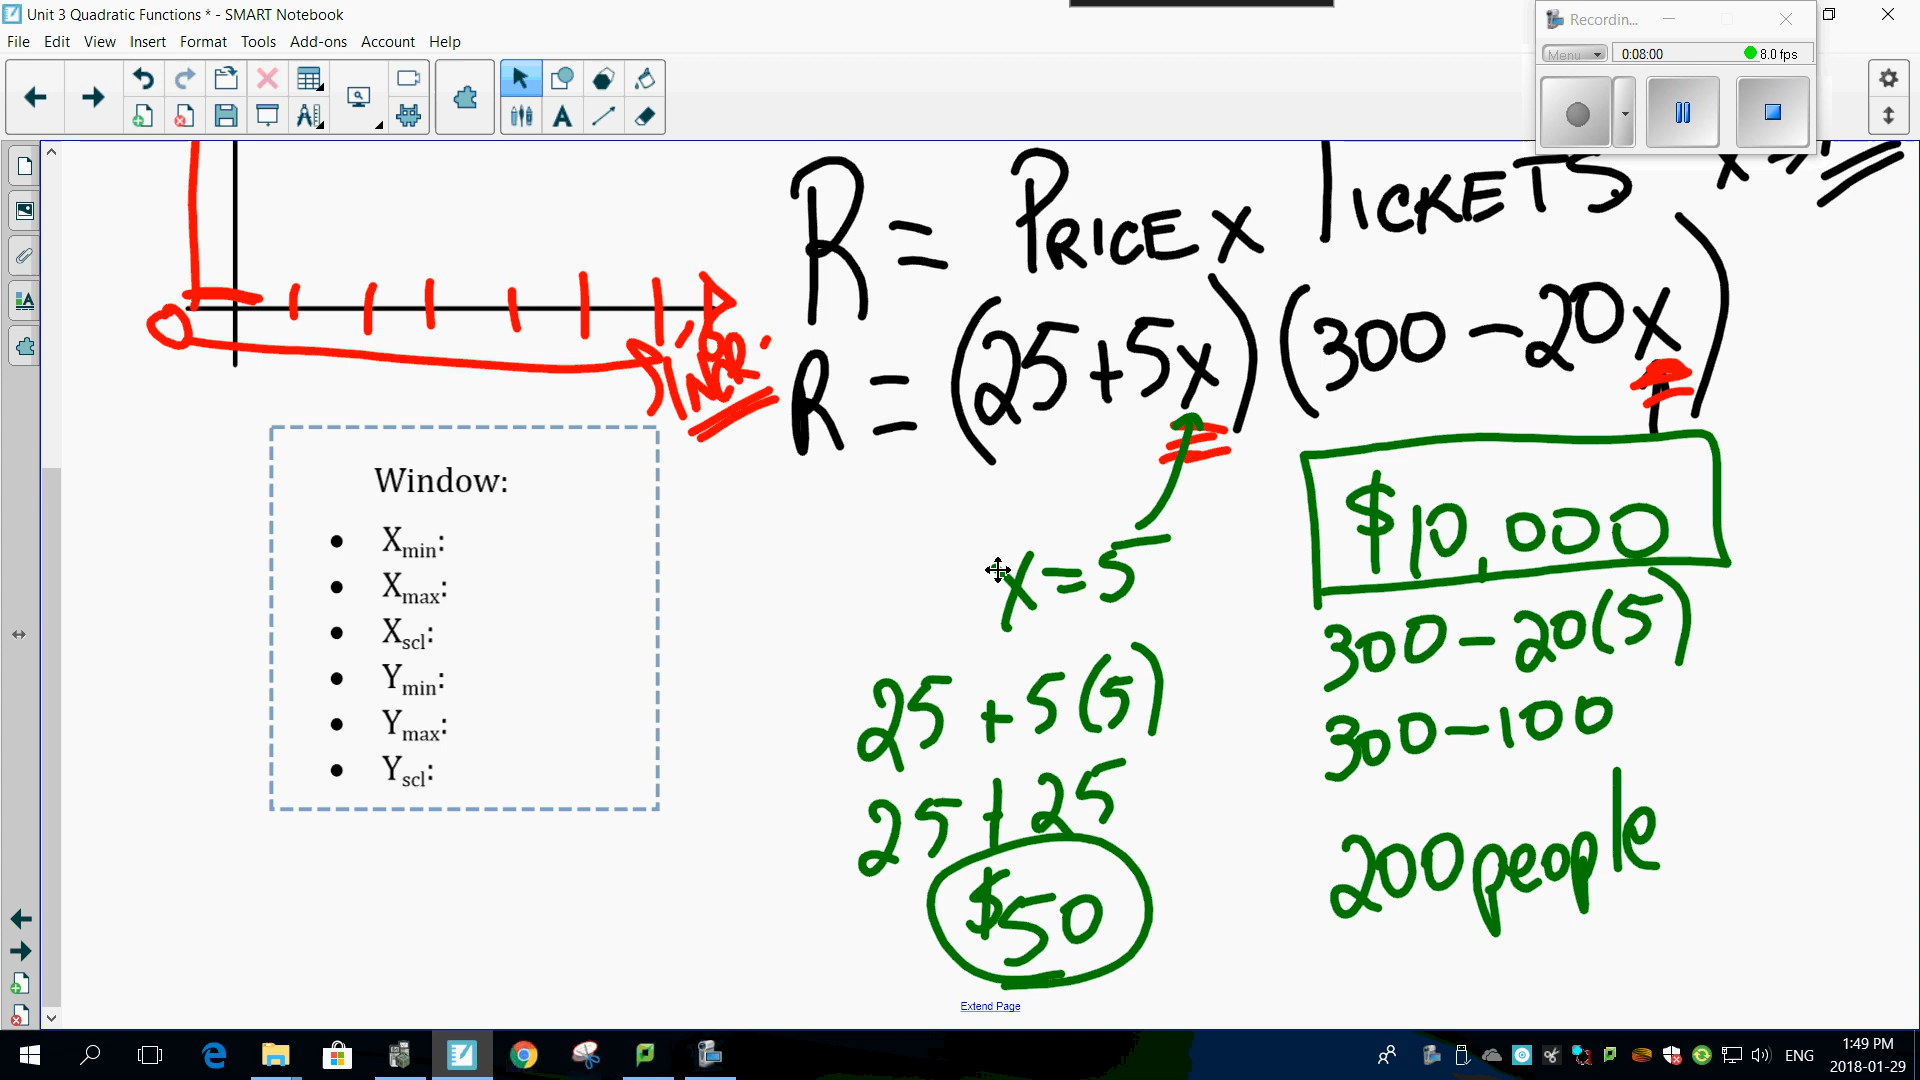 Unit 3 Quadratic Functions * - SMART Notebook
File Edit View Insert Format Tools Add-ons Account Help
Recordin...
Menu
0:08:00
8.0 fps
R = PRICE x TICKETS
R = (25+5x)(300-20x)
$10,000
x=5
300-20(5)
25+5(5)
300-100
25+25
200 people
$50
Window:
• Xmin:
• Xmax:
• Xscl:
• Ymin:
• Ymax:
• Yscl:
Extend Page
ENG
1:49 PM
2018-01-29